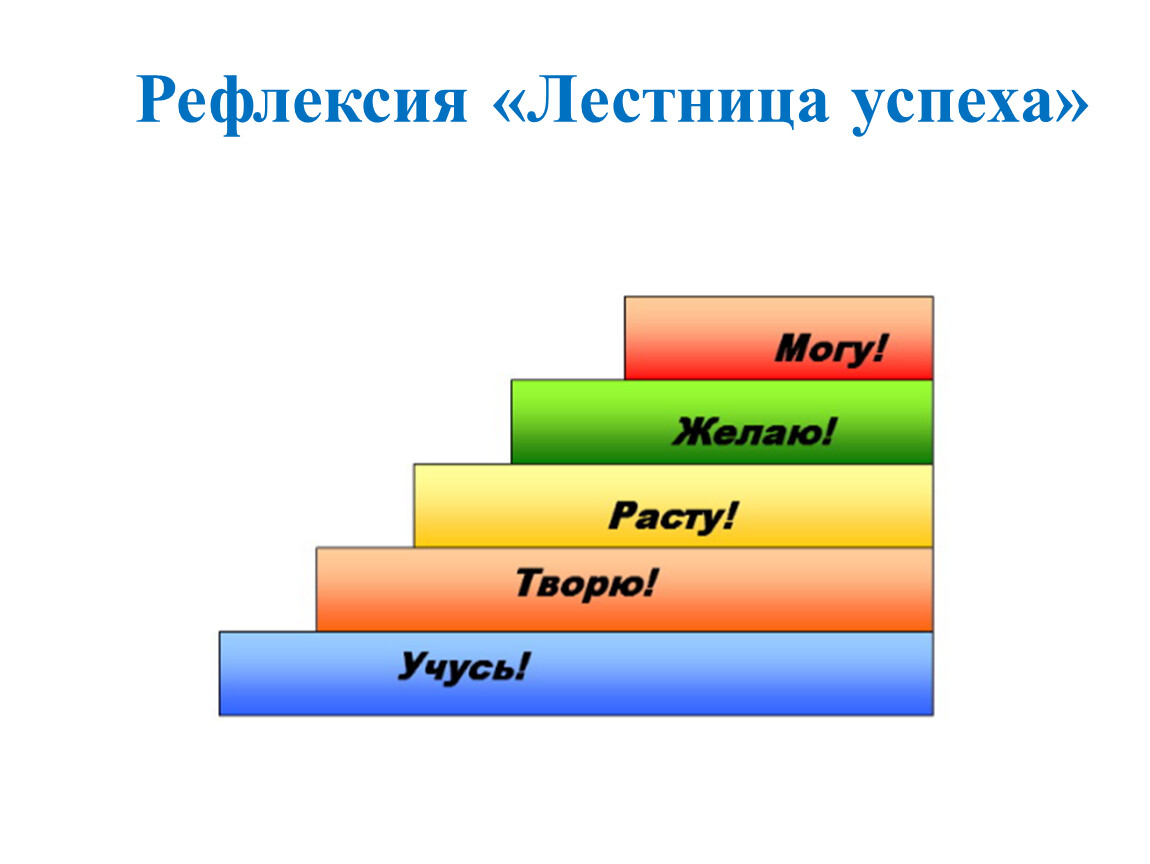 Рефлексия «Лестница успеха»
Могу!
Желаю!
Расту!
Творю!
Учусь!